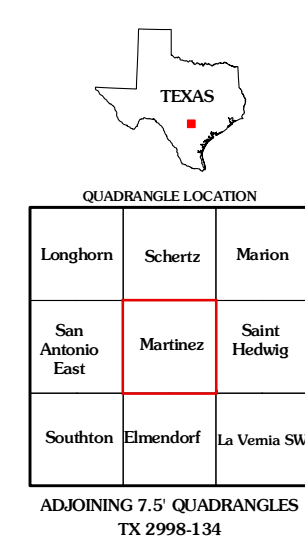 TEXAS
QUADRANGLE LOCATION
Longhorn
Schertz
Marion
San
Antonio
East
Martinez
Saint
Hedwig
Southton
Elmendorf
La Vernia SW
ADJOINING 7.5' QUADRANGLES
TX 2998-134